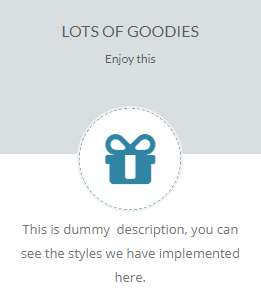 LOTS OF GOODIES
Enjoy this
This is dummy  description, you can
see the styles we have implemented
here.